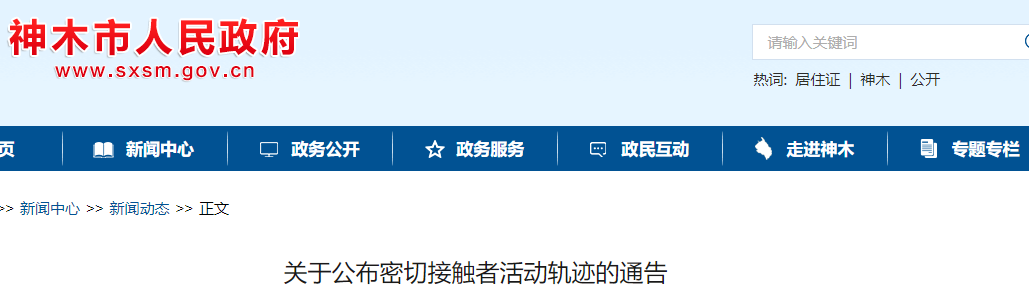 神木市人民政府
www.sxsm.gov.cn
请输入关键词
热词: 居住证 | 神木 | 公开
页 新闻中心 政务公开 政务服务 政民互动 走进神木 专题专栏
>> 新闻中心 >> 新闻动态 >> 正文
关于公布密切接触者活动轨迹的通告